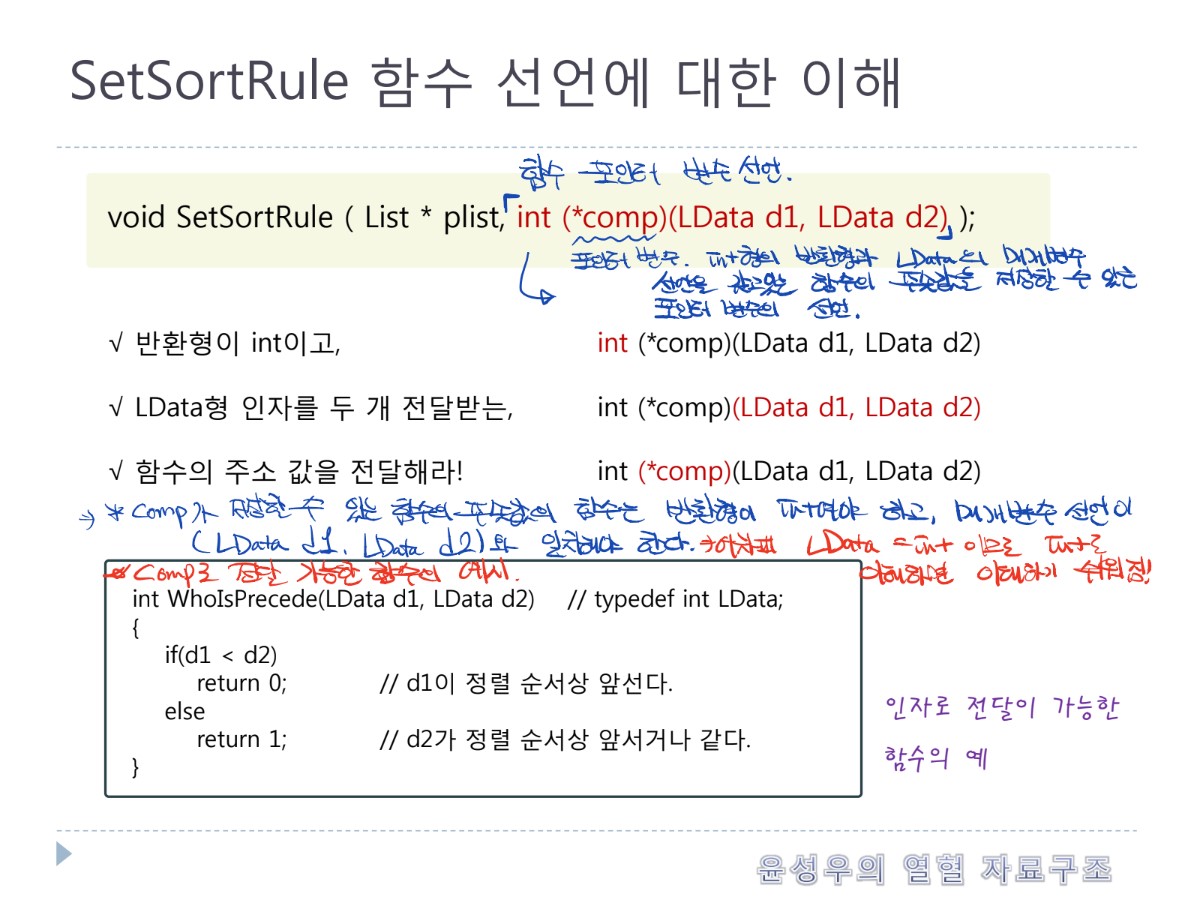 SetSortRule 함수 선언에 대한 이해
함수 포인터 변수 선언.
void SetSortRule ( List * plist, int (*comp)(LData d1, LData d2) );
포인터 변수. int형의 반환형과 LData의 매개변수
선언을 갖고있는 함수의 주솟값을 저장할 수 있는
포인터 변수의 선언.
√ 반환형이 int이고, int (*comp)(LData d1, LData d2)
√ LData형 인자를 두 개 전달받는, int (*comp)(LData d1, LData d2)
√ 함수의 주소 값을 전달해라! int (*comp)(LData d1, LData d2)
→ * Comp가 저장할 수 있는 함수의 주솟값의 함수는 반환형이 int여야 하고, 매개변수 선언이
(LData d1, LData d2)와 일치해야 한다. →어차피 LData = int 이므로 int로
* Comp로 전달 가능한 함수의 예시. 이해하면 이해하기 쉬워짐!
int WhoIsPrecede(LData d1, LData d2) // typedef int LData;
{
if(d1 < d2)
return 0; // d1이 정렬 순서상 앞선다.
else
return 1; // d2가 정렬 순서상 앞서거나 같다.
}
인자로 전달이 가능한
함수의 예
윤성우의 열혈 자료구조